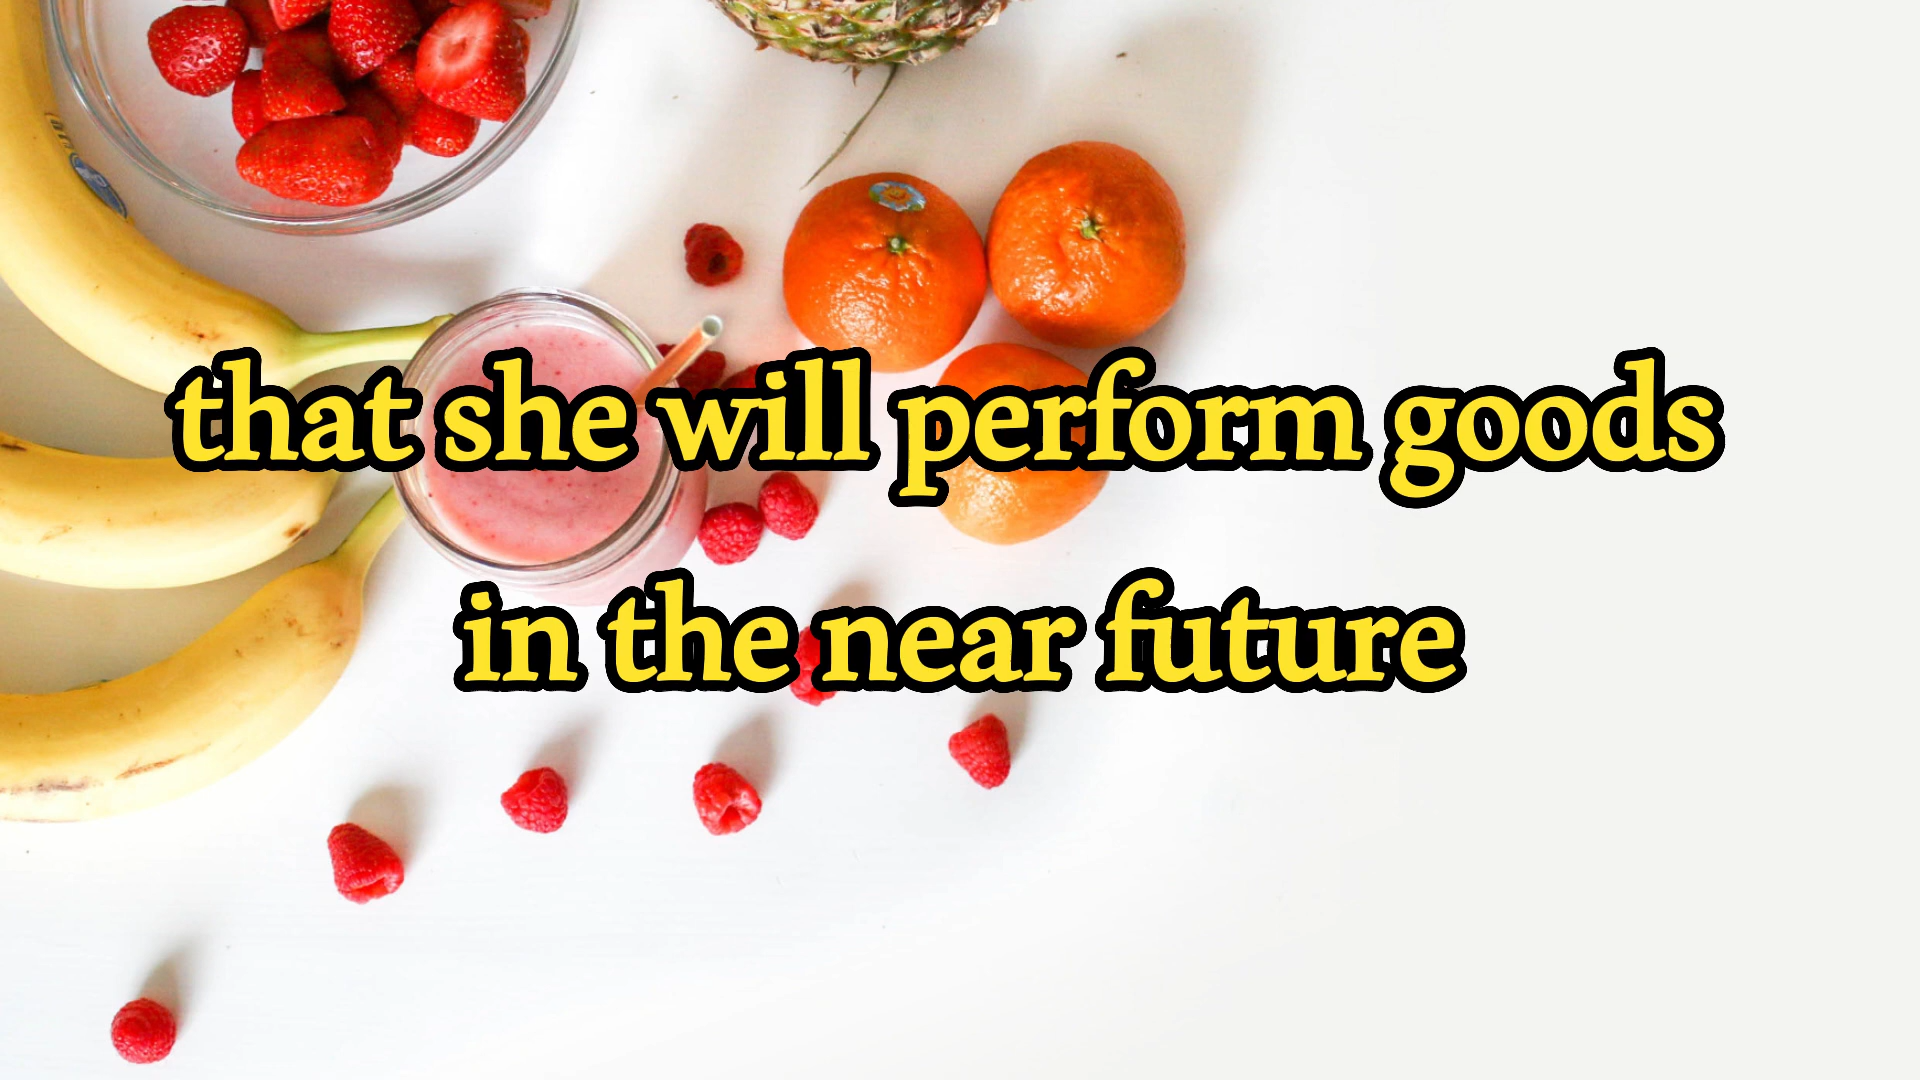 that she will perform goods
in the near future